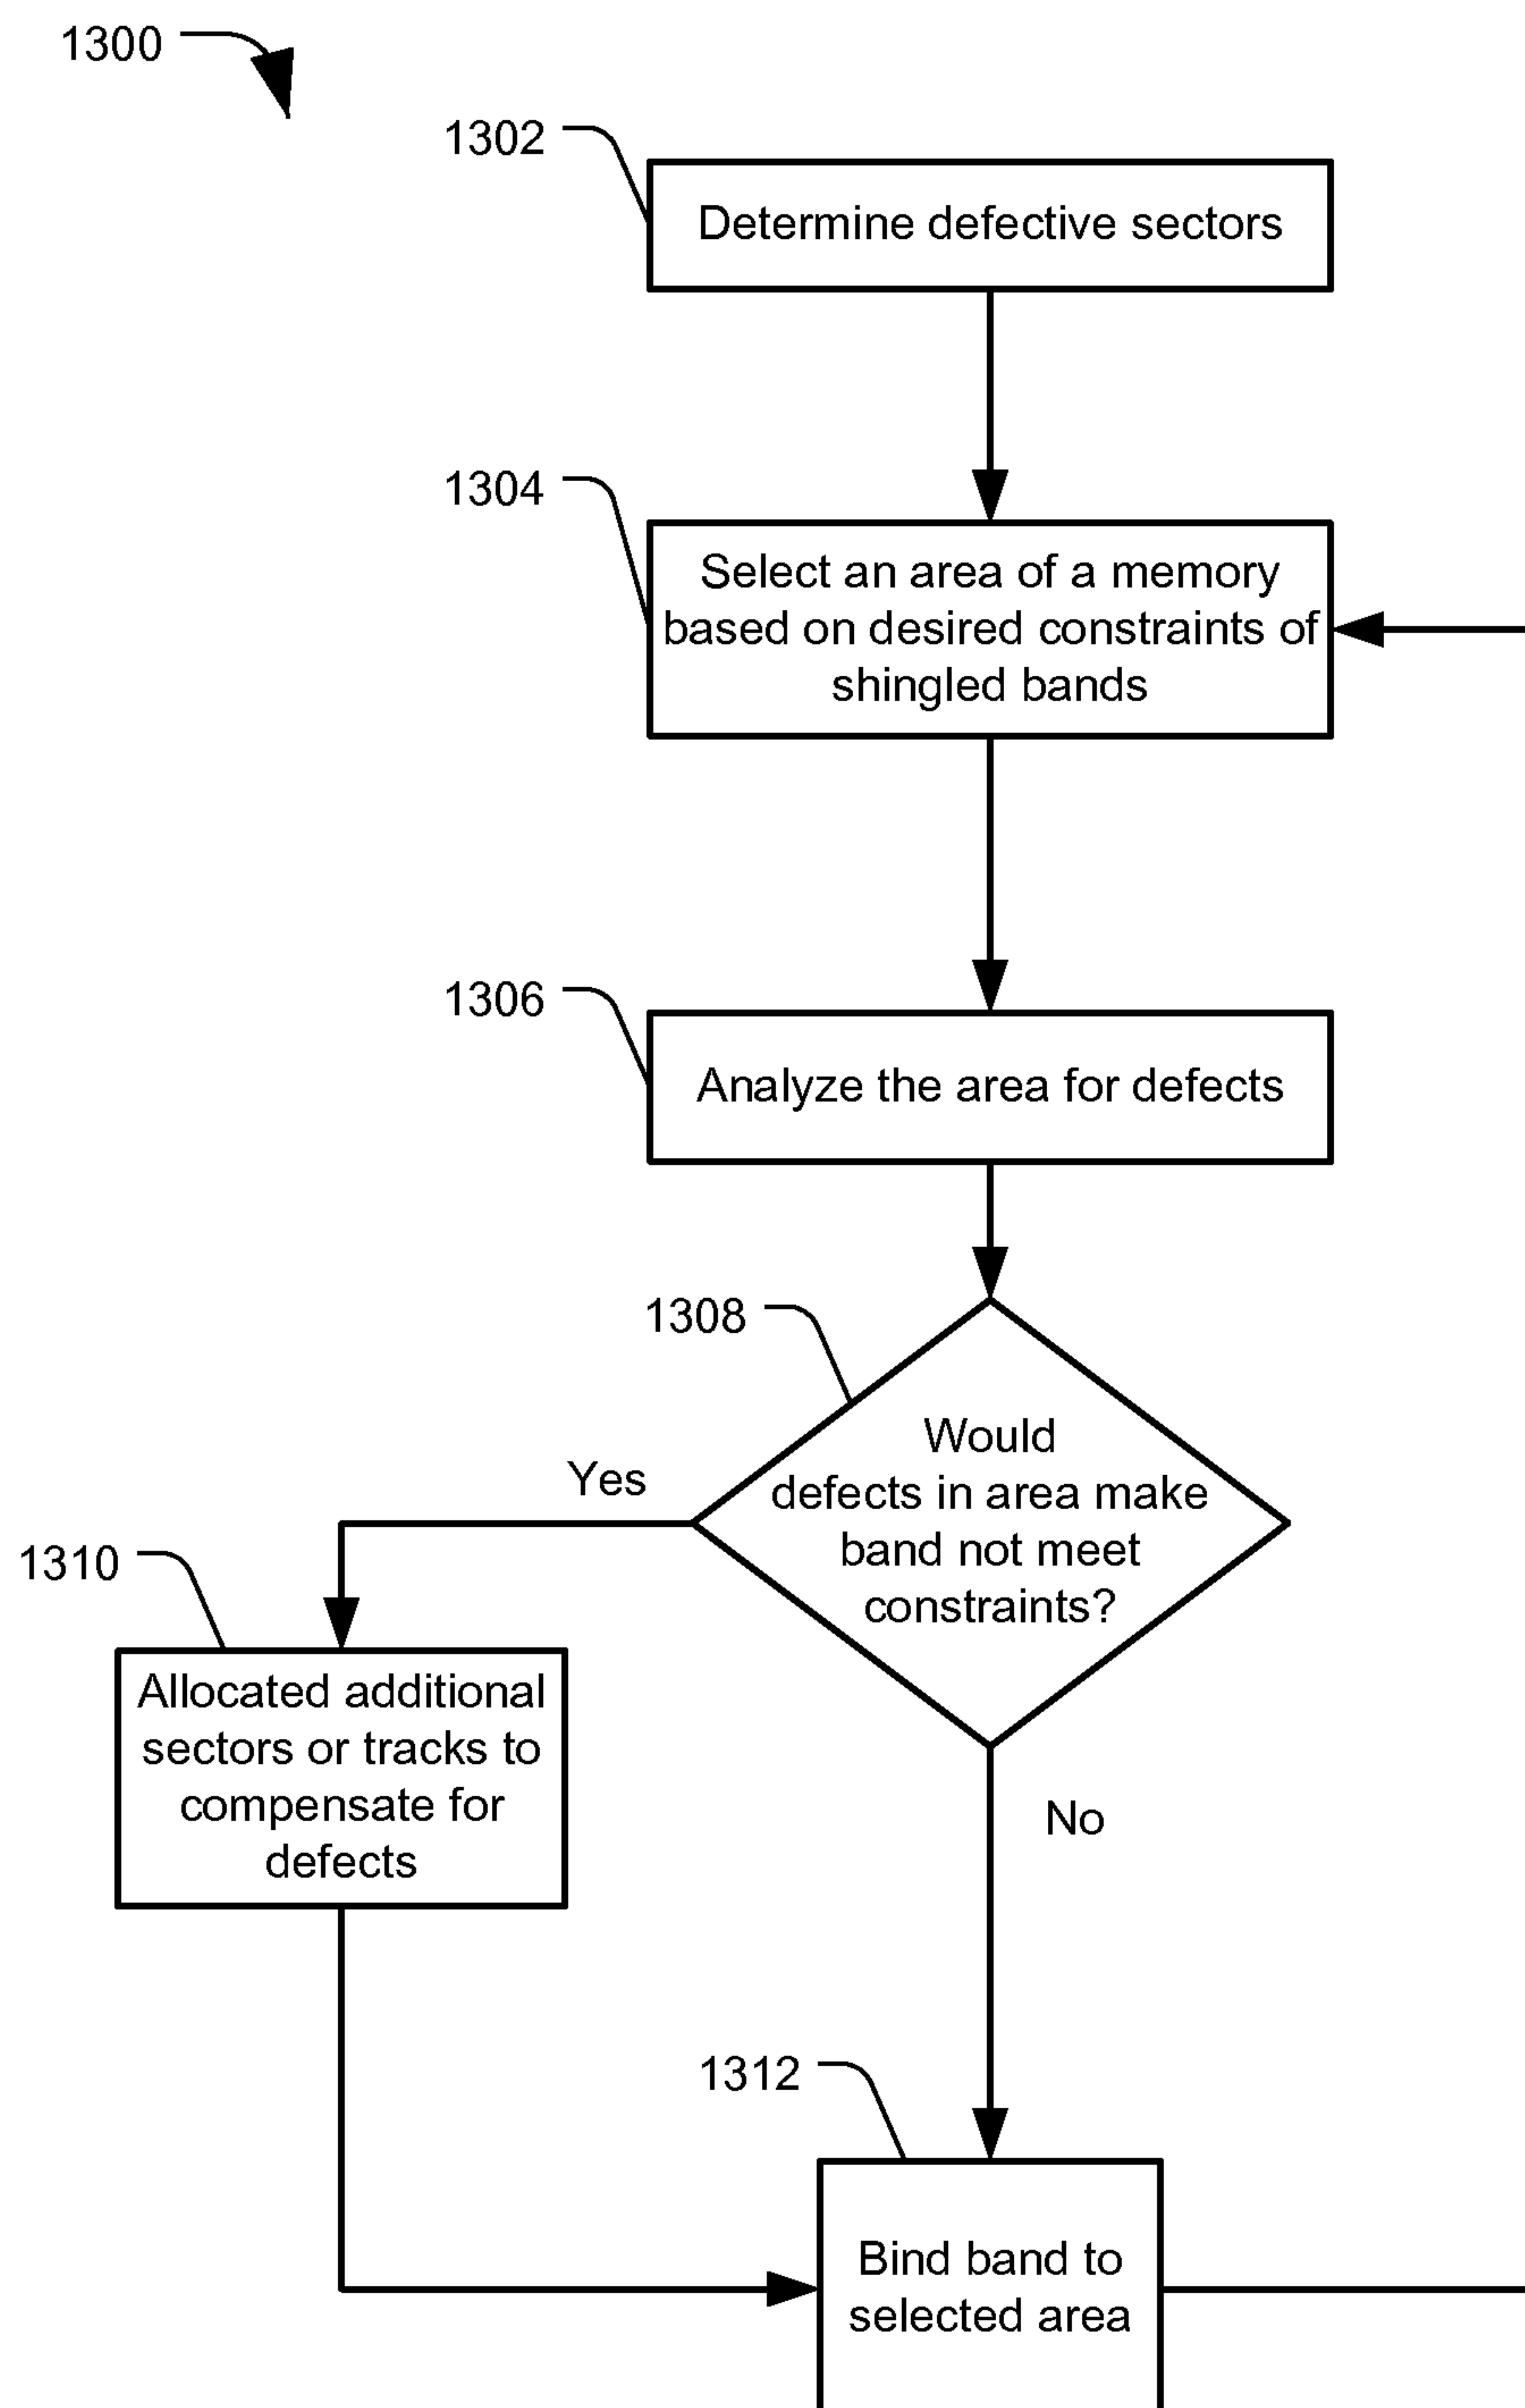 1300
1302
Determine defective sectors
1304
Select an area of a memory
based on desired constraints of
shingled bands
1306
Analyze the area for defects
1308
Would
defects in area make
band not meet
constraints?
Yes
1310
Allocated additional
sectors or tracks to
compensate for
defects
No
1312
Bind band to
selected area